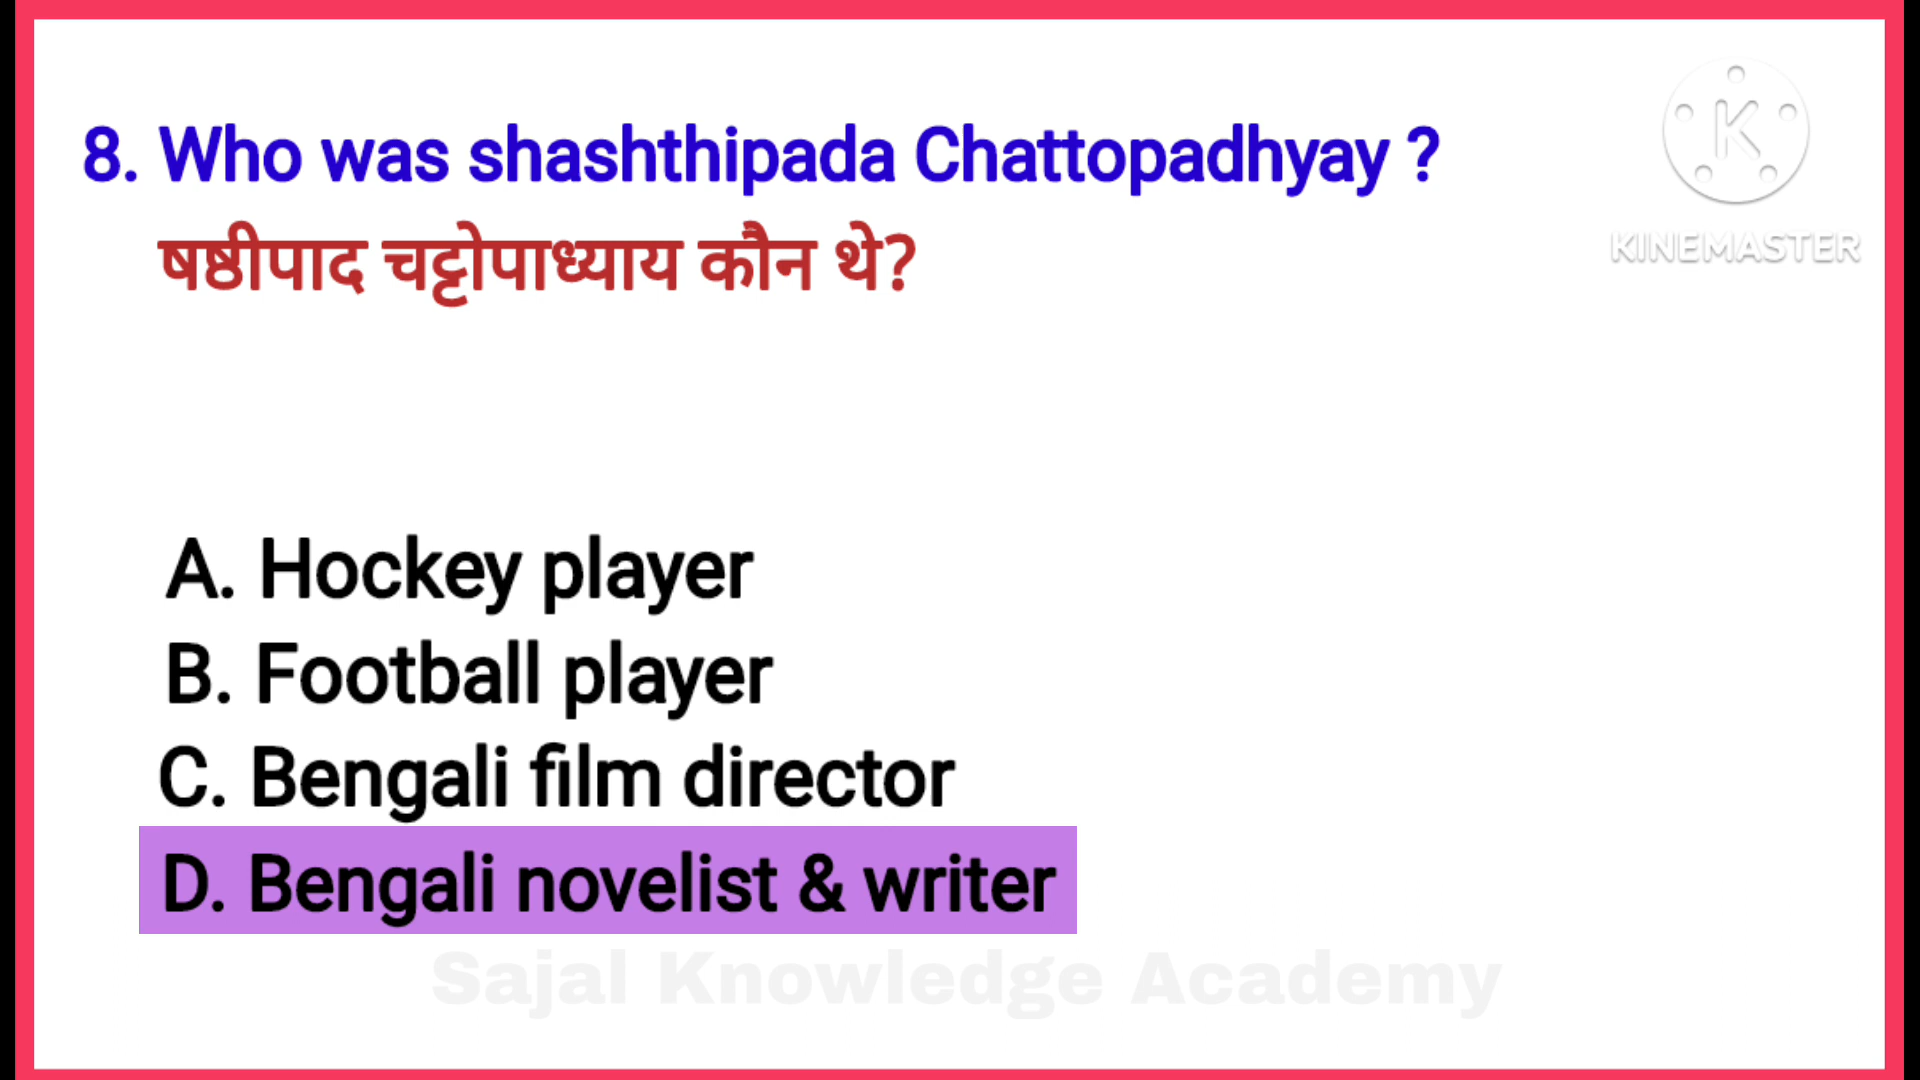 8. Who was shashthipada Chattopadhyay ?
षष्ठीपाद चट्टोपाध्याय कौन थे?
K
KINEMASTER
A. Hockey player
B. Football player
C. Bengali film director
D. Bengali novelist & writer
Sajal Knowledge Academy